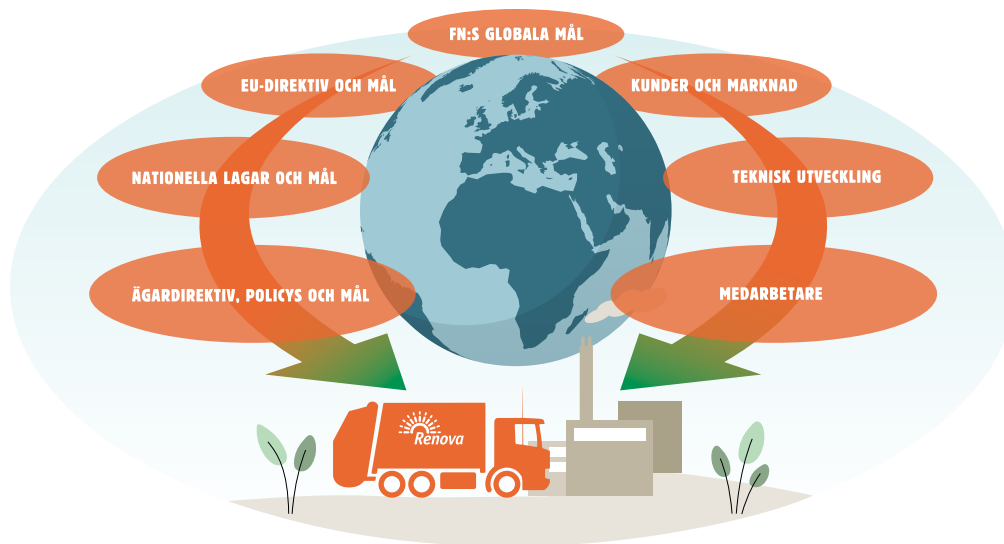 FN:S GLOBALA MÅL
EU-DIREKTIV OCH MÅL
KUNDER OCH MARKNAD
NATIONELLA LAGAR OCH MÅL
TEKNISK UTVECKLING
ÄGARDIREKTIV, POLICYS OCH MÅL
MEDARBETARE
Renova